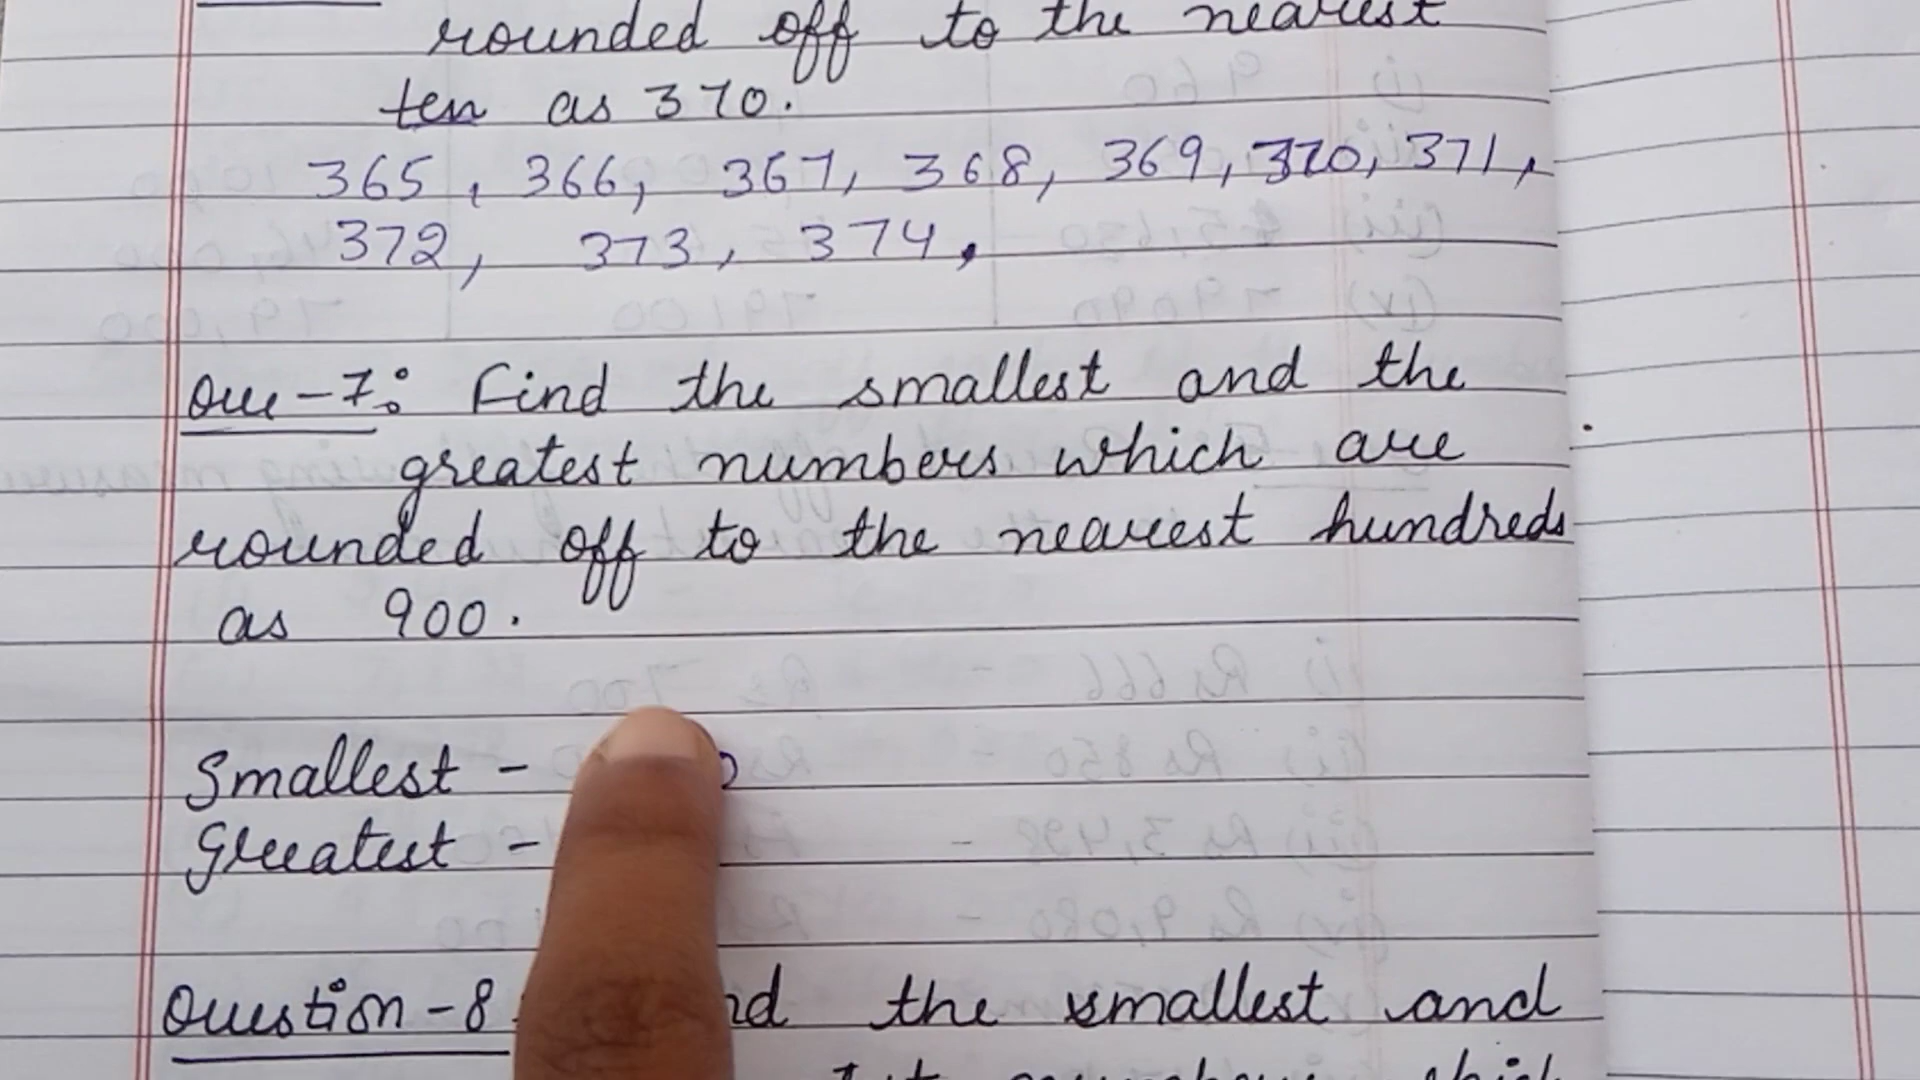 rounded off to the nearest
ten as 370.
365, 366, 367, 368, 369, 370, 371,
372, 373, 374,
Que-7: Find the smallest and the
greatest numbers which are
rounded off to the nearest hundreds
as 900.
Smallest -
Greatest -
Question-8 the smallest and
which